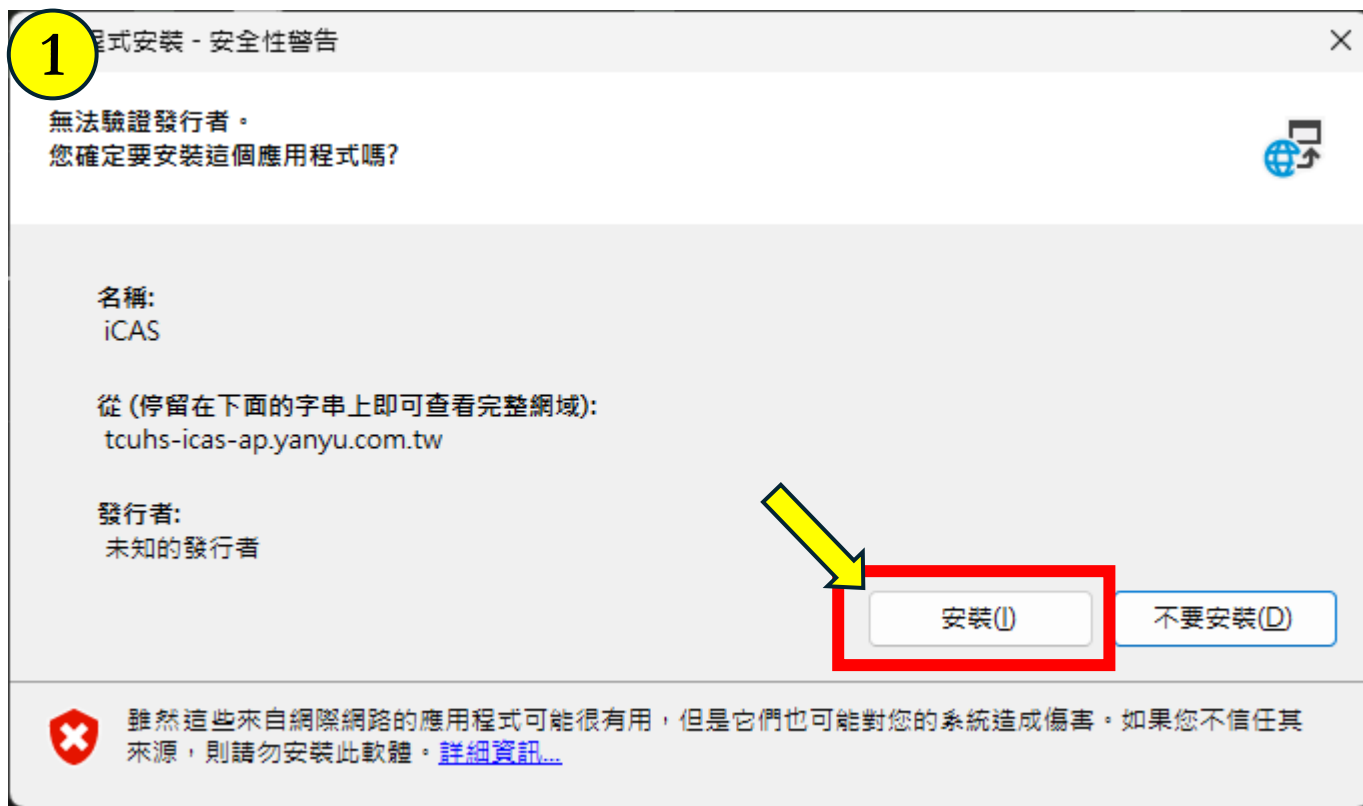 1
程式安裝 - 安全性警告
無法驗證發行者。
您確定要安裝這個應用程式嗎?
名稱:
iCAS
從 (停留在下面的字串上即可查看完整網域):
tcuhs-icas-ap.yanyu.com.tw
發行者:
未知的發行者
安裝(I)
不要安裝(D)
雖然這些來自網際網路的應用程式可能很有用，但是它們也可能對您的系統造成傷害。如果您不信任其
來源，則請勿安裝此軟體。詳細資訊...